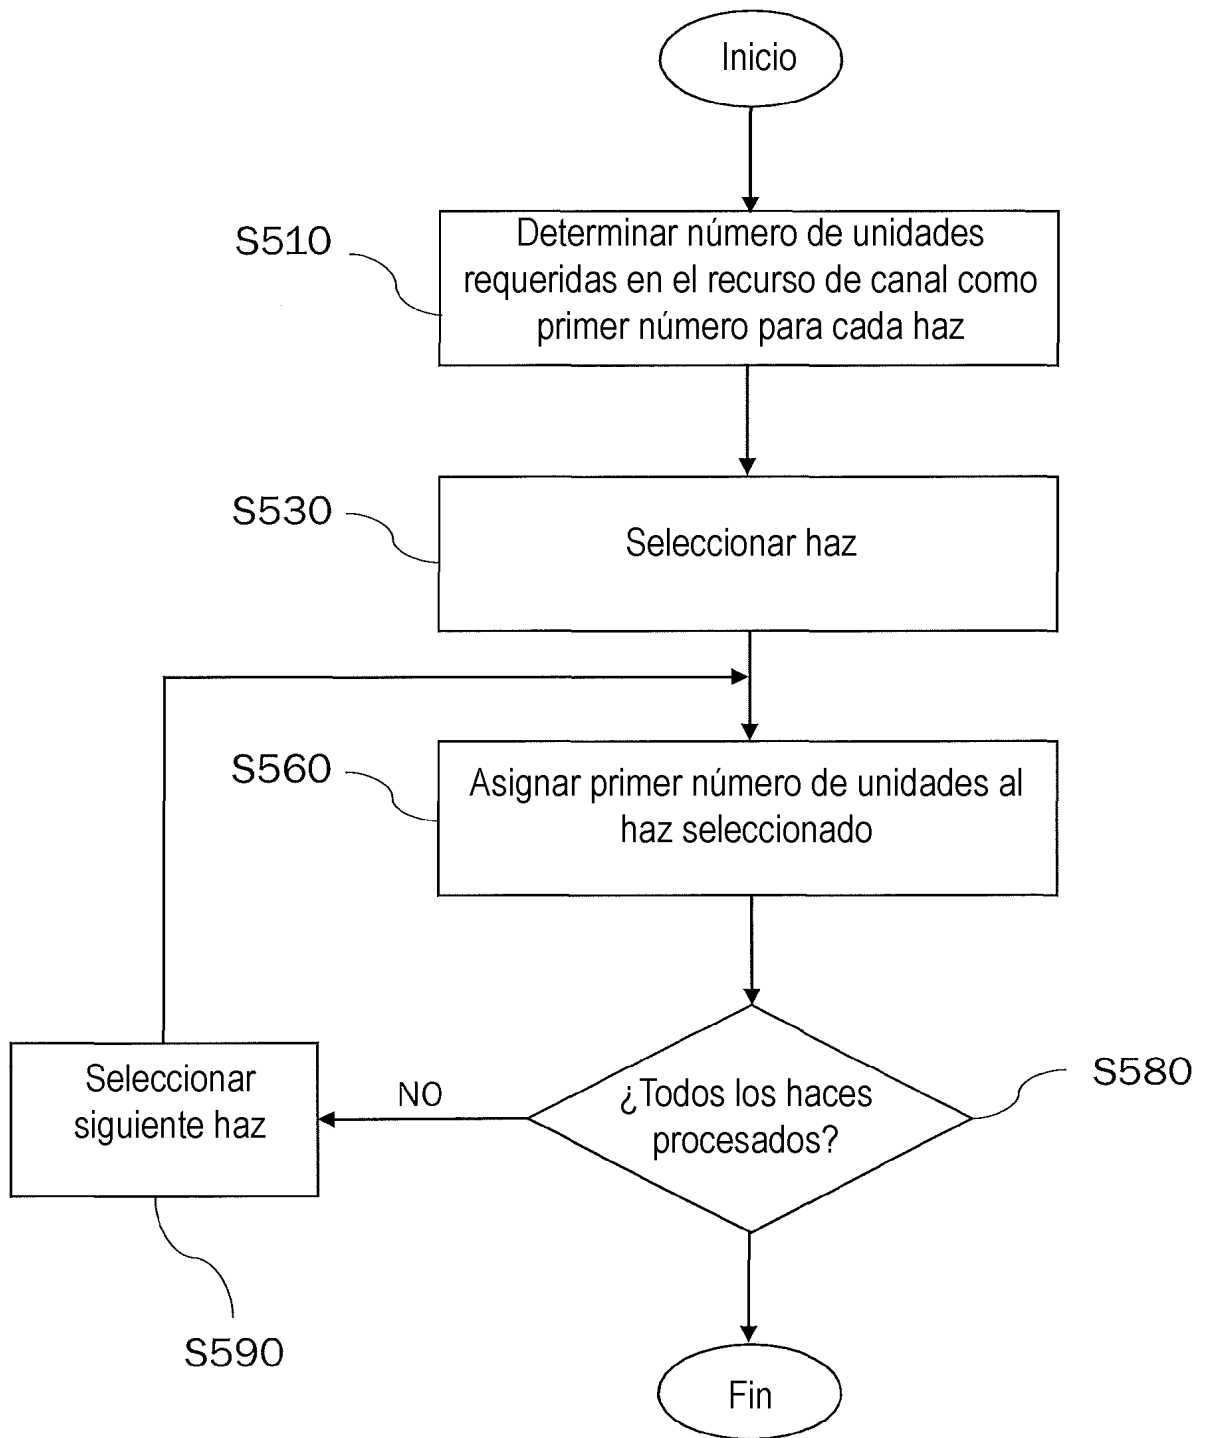 Inicio
S510
Determinar número de unidades
requeridas en el recurso de canal como
primer número para cada haz
S530
Seleccionar haz
S560
Asignar primer número de unidades al
haz seleccionado
S580
¿Todos los haces
procesados?
NO
Seleccionar
siguiente haz
S590
Fin